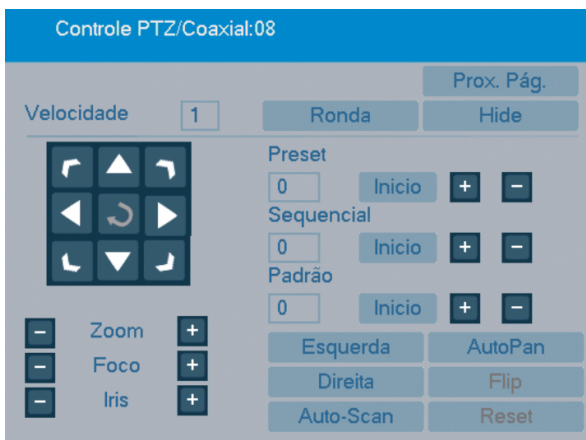 Controle PTZ/Coaxial:08
Prox. Pág.
Velocidade 1 Ronda Hide
Preset
0 Inicio + −
Sequencial
0 Inicio + −
Padrão
0 Inicio + −
− Zoom +
− Foco +
− Iris +
Esquerda AutoPan
Direita Flip
Auto-Scan Reset